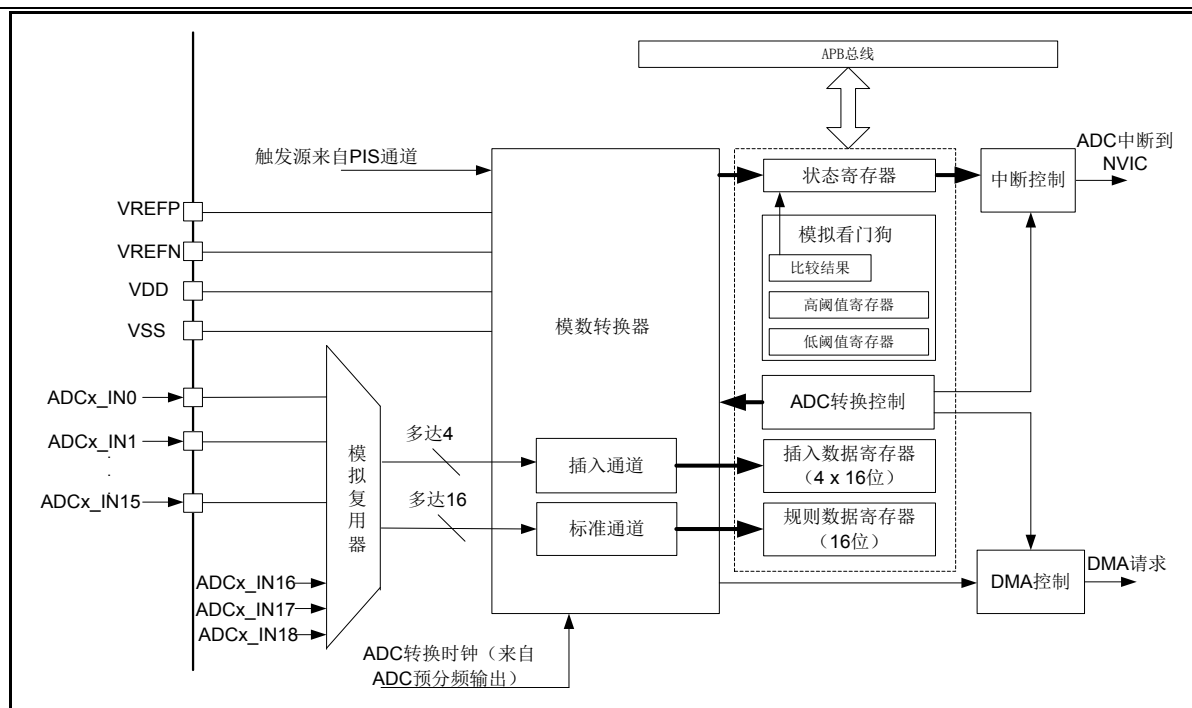 APB总线
触发源来自PIS通道
VREFP
VREFN
VDD
VSS
ADCx_IN0
ADCx_IN1
.
.
ADCx_IN15
ADCx_IN16
ADCx_IN17
ADCx_IN18
模拟复用器
多达4
多达16
模数转换器
插入通道
标准通道
ADC转换时钟（来自
ADC预分频输出）
状态寄存器
模拟看门狗
比较结果
高阈值寄存器
低阈值寄存器
ADC转换控制
插入数据寄存器
（4 x 16位）
规则数据寄存器
（16位）
中断控制
ADC中断到
NVIC
DMA控制
DMA请求